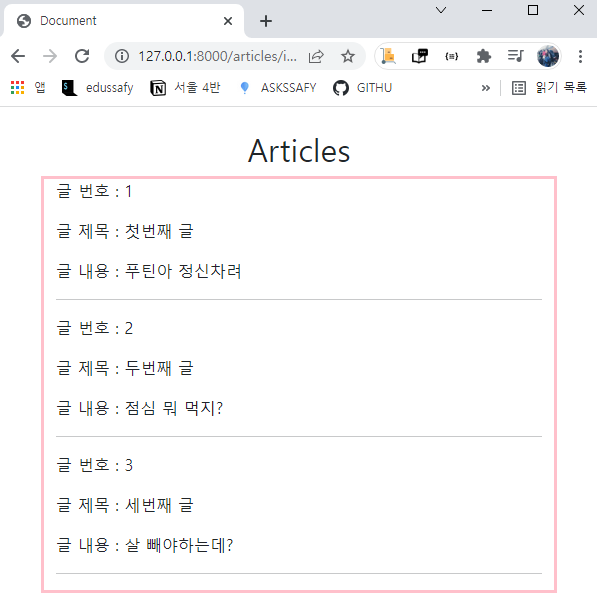 Document
127.0.0.1:8000/articles/i...
앱 edussafy 서울 4반 ASKSSAFY GITHU » 읽기 목록
Articles
글 번호 : 1
글 제목 : 첫번째 글
글 내용 : 푸틴아 정신차려
글 번호 : 2
글 제목 : 두번째 글
글 내용 : 점심 뭐 먹지?
글 번호 : 3
글 제목 : 세번째 글
글 내용 : 살 빼야하는데?